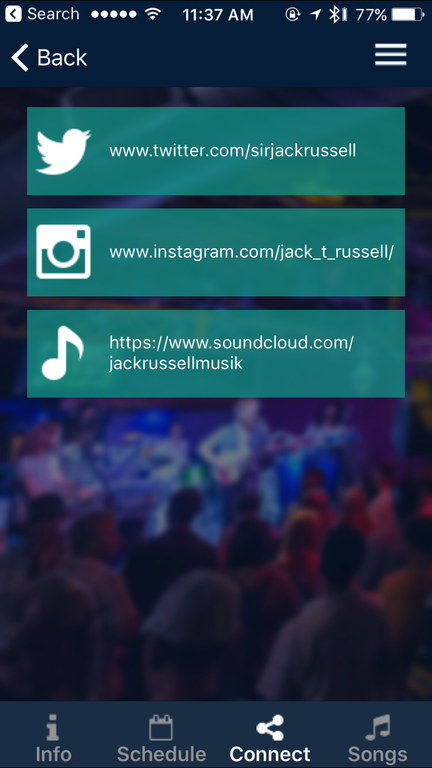 Search 11:37 AM 77%
Back
www.twitter.com/sirjackrussell
www.instagram.com/jack_t_russell/
https://www.soundcloud.com/
jackrussellmusik
Info Schedule Connect Songs